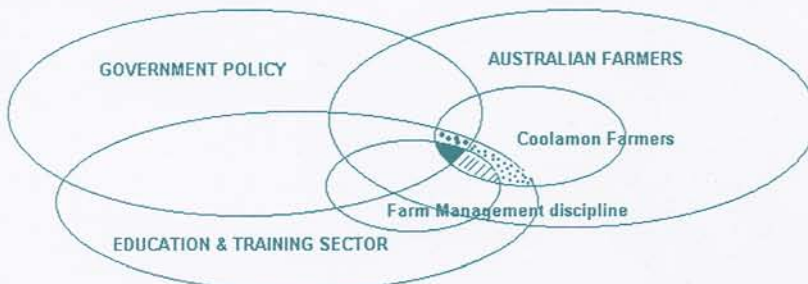 GOVERNMENT POLICY
AUSTRALIAN FARMERS
Coolamon Farmers
Farm Management discipline
EDUCATION & TRAINING SECTOR